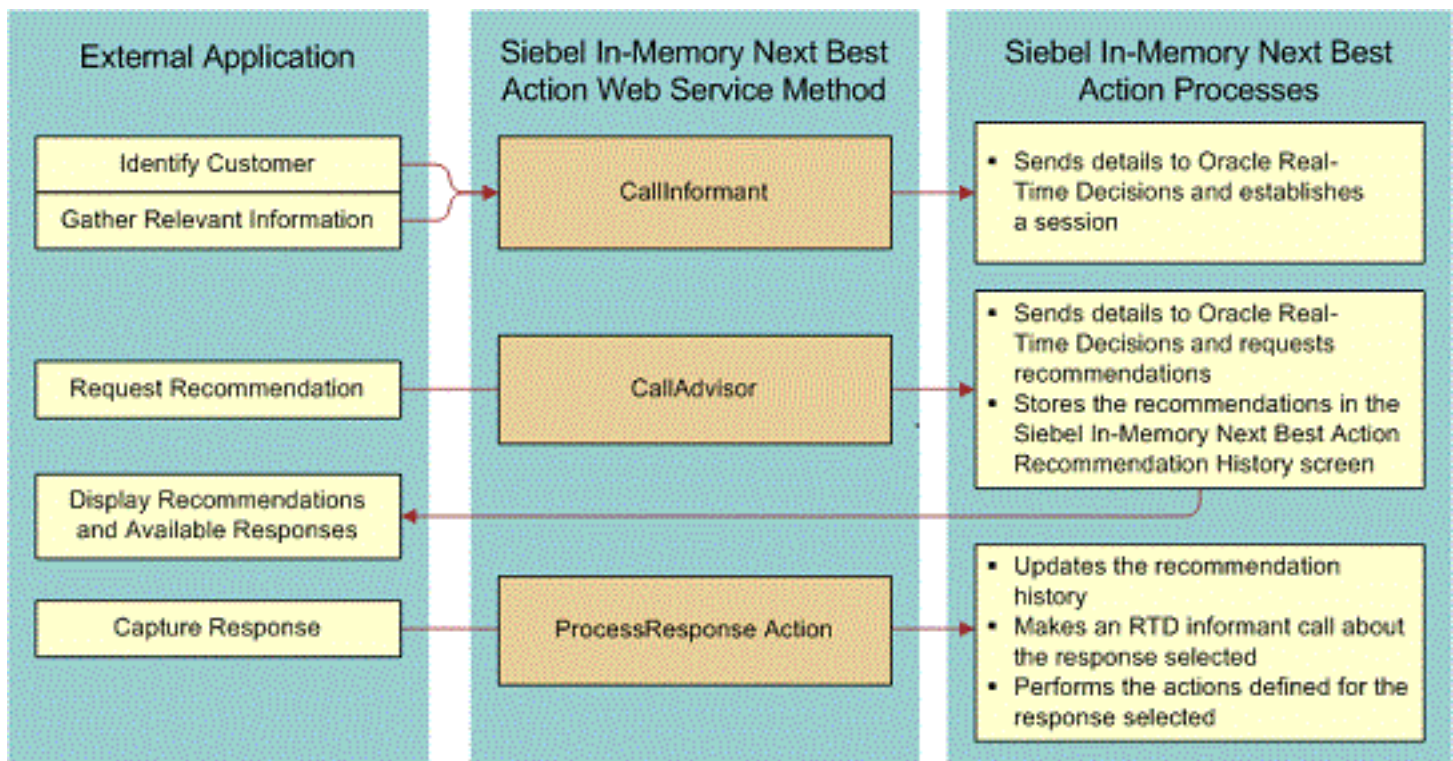 External Application
Siebel In-Memory Next Best
Action Web Service Method
Siebel In-Memory Next Best
Action Processes
Identify Customer
Gather Relevant Information
CallInformant
▪ Sends details to Oracle Real-
Time Decisions and establishes
a session
Request Recommendation
CallAdvisor
▪ Sends details to Oracle Real-
Time Decisions and requests
recommendations
▪ Stores the recommendations in the
Siebel In-Memory Next Best Action
Recommendation History screen
Display Recommendations
and Available Responses
Capture Response
ProcessResponse Action
▪ Updates the recommendation
history
▪ Makes an RTD informant call about
the response selected
▪ Performs the actions defined for the
response selected